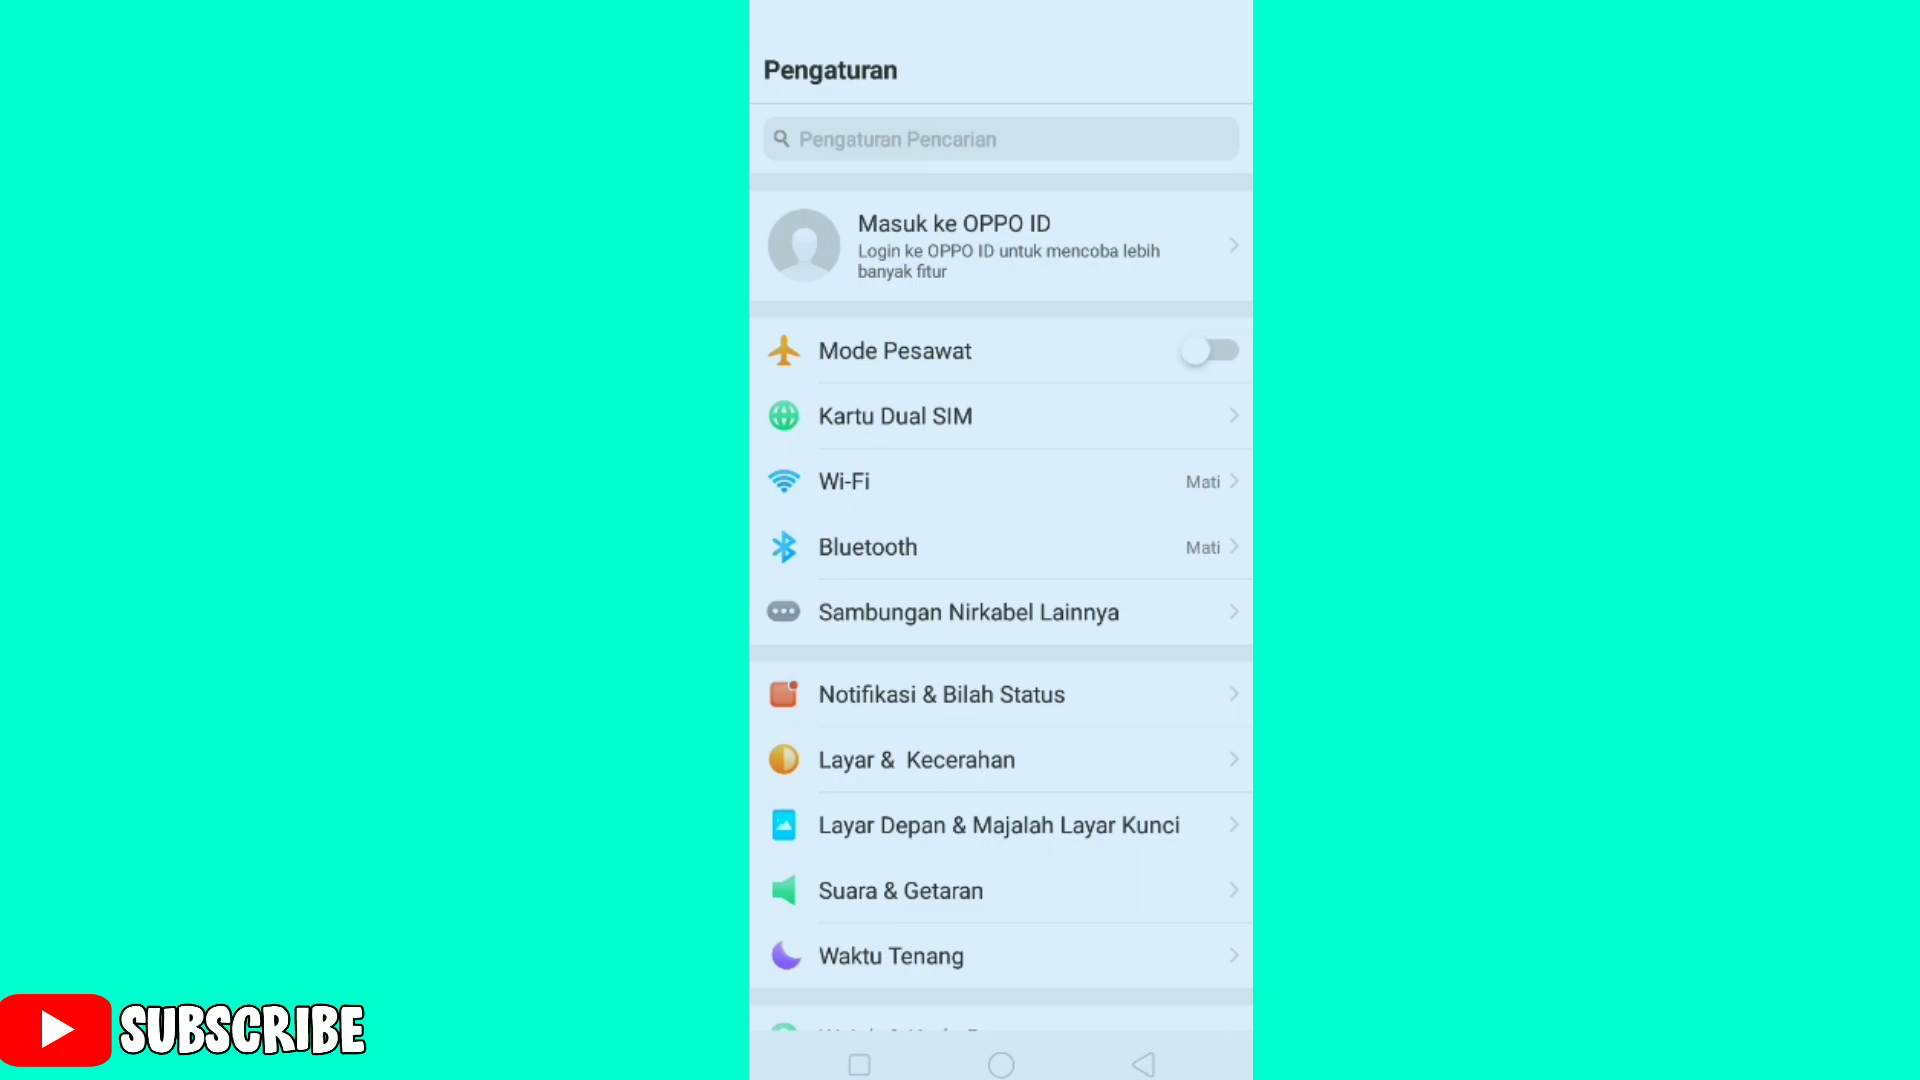 Pengaturan
Pengaturan Pencarian
Masuk ke OPPO ID
Login ke OPPO ID untuk mencoba lebih
banyak fitur
Mode Pesawat
Kartu Dual SIM
Wi-Fi
Mati
Bluetooth
Mati
Sambungan Nirkabel Lainnya
Notifikasi & Bilah Status
Layar & Kecerahan
Layar Depan & Majalah Layar Kunci
Suara & Getaran
Waktu Tenang
SUBSCRIBE